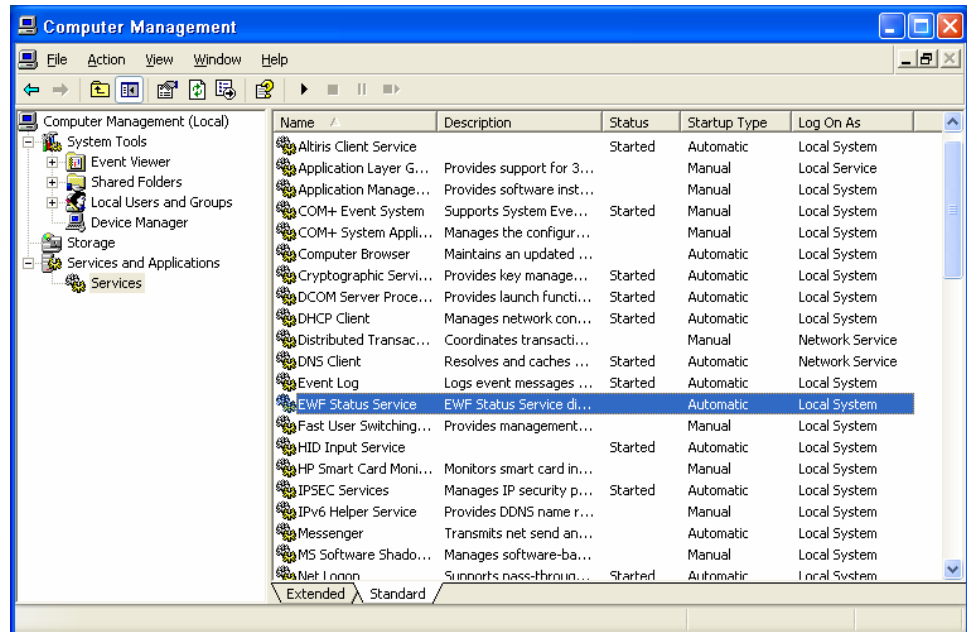 Computer Management
File Action View Window Help
Computer Management (Local)
System Tools
Event Viewer
Shared Folders
Local Users and Groups
Device Manager
Storage
Services and Applications
Services
Name Description Status Startup Type Log On As
Altiris Client Service Started Automatic Local System
Application Layer G... Provides support for 3... Manual Local Service
Application Manage... Provides software inst... Manual Local System
COM+ Event System Supports System Eve... Started Manual Local System
COM+ System Appli... Manages the configur... Manual Local System
Computer Browser Maintains an updated ... Automatic Local System
Cryptographic Servi... Provides key manage... Started Automatic Local System
DCOM Server Proce... Provides launch functi... Started Automatic Local System
DHCP Client Manages network con... Started Automatic Local System
Distributed Transac... Coordinates transacti... Manual Network Service
DNS Client Resolves and caches ... Started Automatic Network Service
Event Log Logs event messages ... Started Automatic Local System
EWF Status Service EWF Status Service di... Automatic Local System
Fast User Switching... Provides management... Manual Local System
HID Input Service Started Automatic Local System
HP Smart Card Moni... Monitors smart card in... Manual Local System
IPSEC Services Manages IP security p... Started Automatic Local System
IPv6 Helper Service Provides DDNS name r... Manual Local System
Messenger Transmits net send an... Automatic Local System
MS Software Shado... Manages software-ba... Manual Local System
Net Logon Supports pass-throug... Started Automatic Local System
Extended Standard